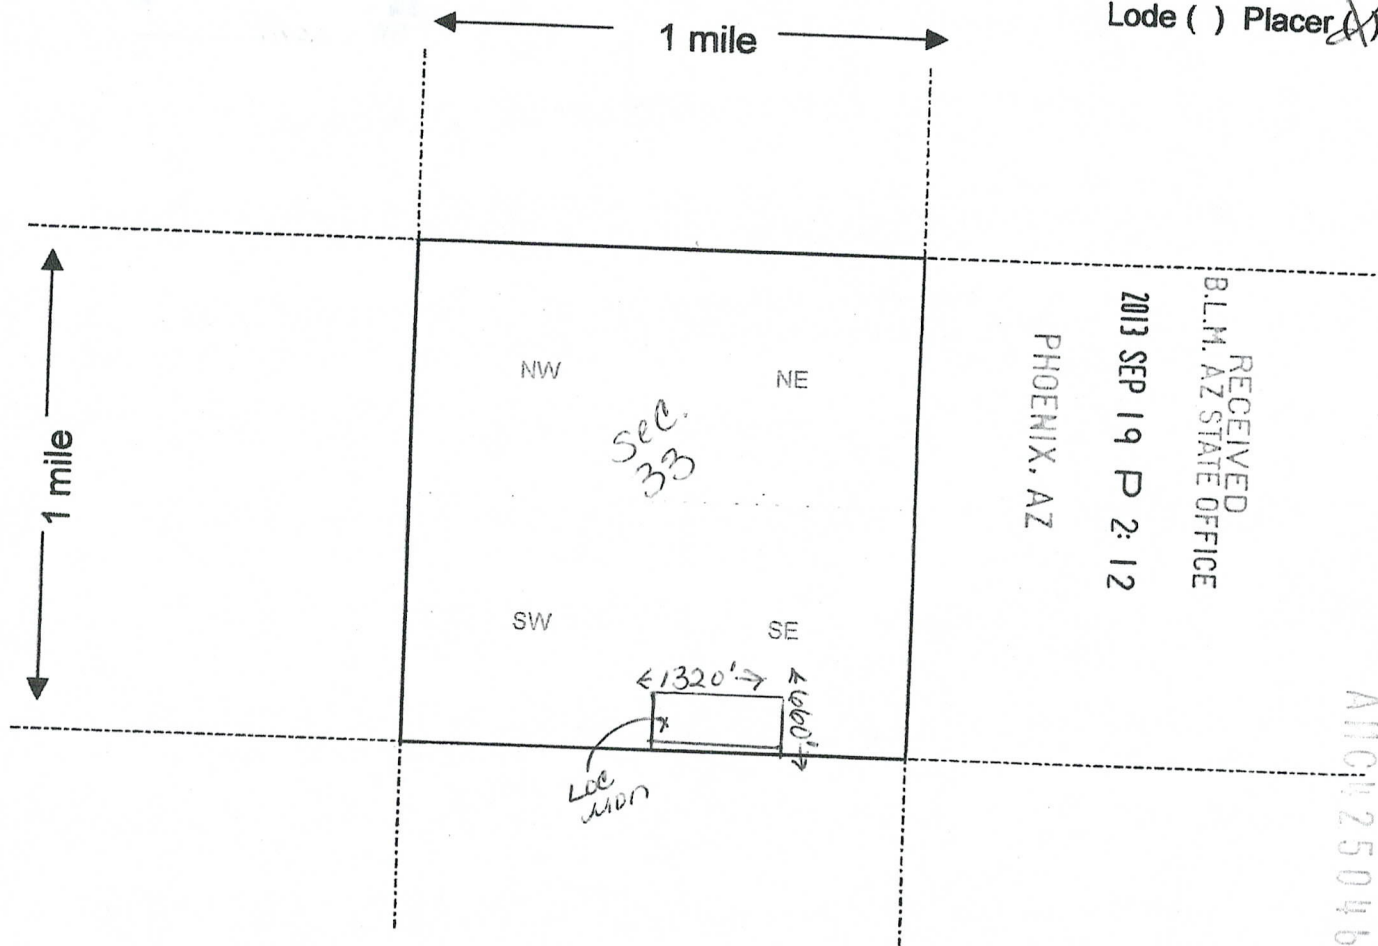 Lode ( ) Placer (X)
1 mile
1 mile
NW
NE
Sec.
33
SW
SE
1320'
660'
Loc
Mon
RECEIVED
B.L.M. AZ STATE OFFICE
2013 SEP 19 P 2:12
PHOENIX, AZ